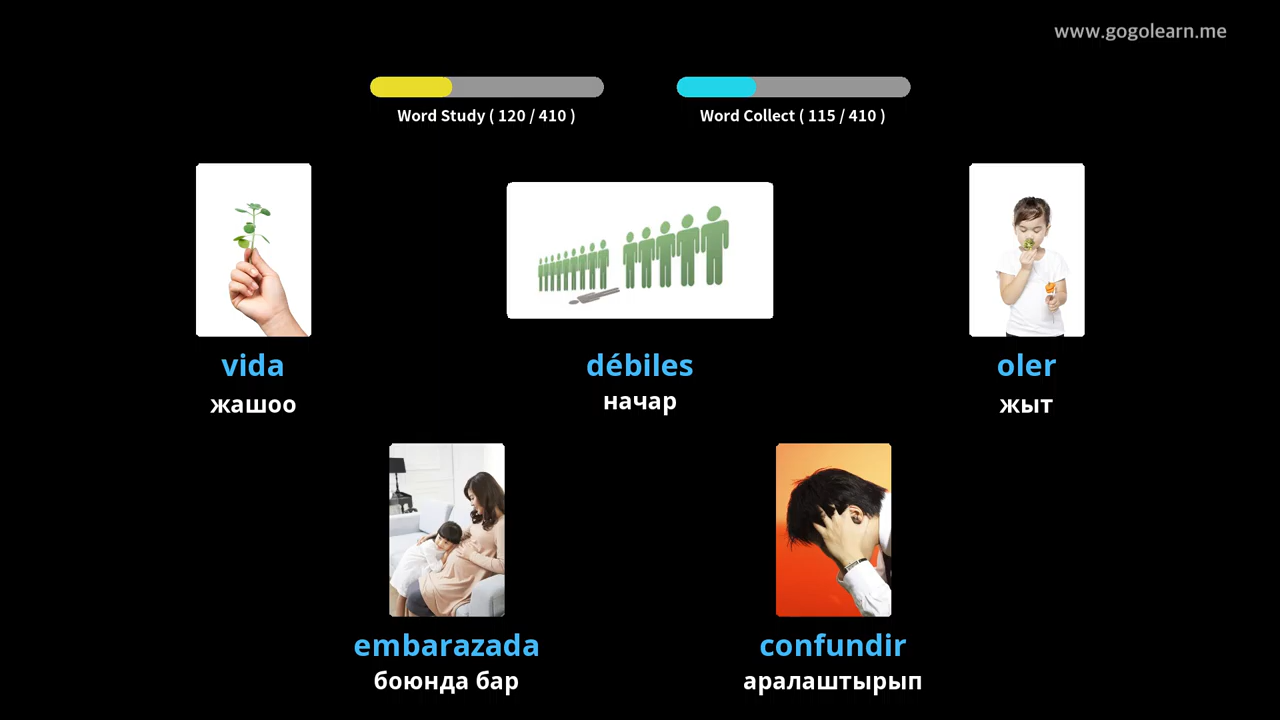 www.gogolearn.me
Word Study ( 120 / 410 )
Word Collect ( 115 / 410 )
vida
жашоо
débiles
начар
oler
жыт
embarazada
боюнда бар
confundir
аралаштырып